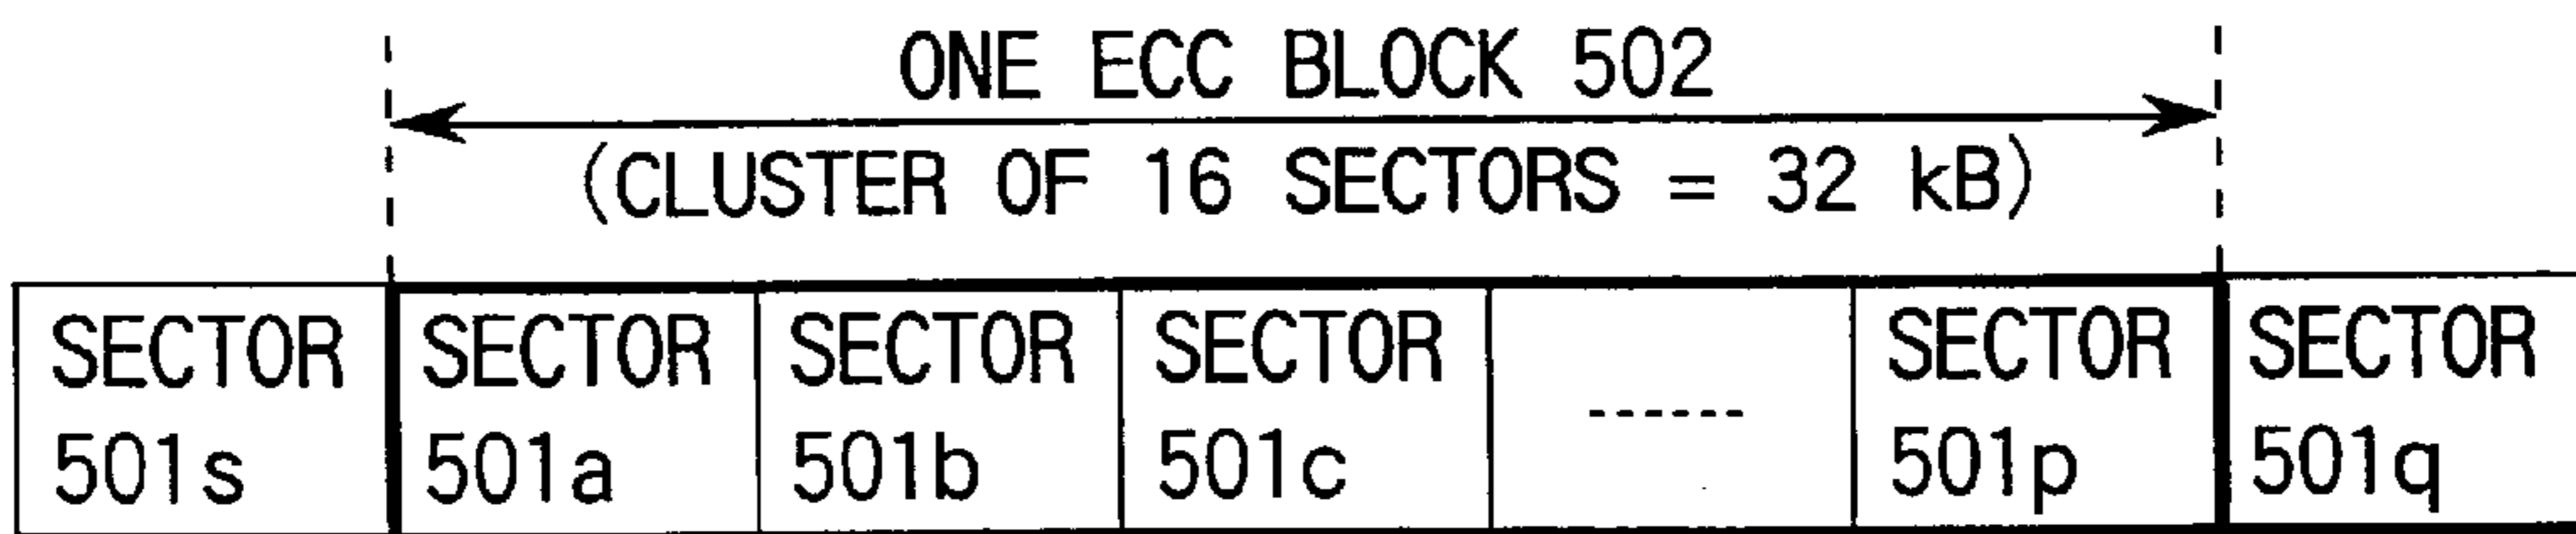 ONE ECC BLOCK 502
(CLUSTER OF 16 SECTORS = 32 kB)
SECTOR SECTOR SECTOR SECTOR SECTOR SECTOR
501s 501a 501b 501c ------ 501p 501q